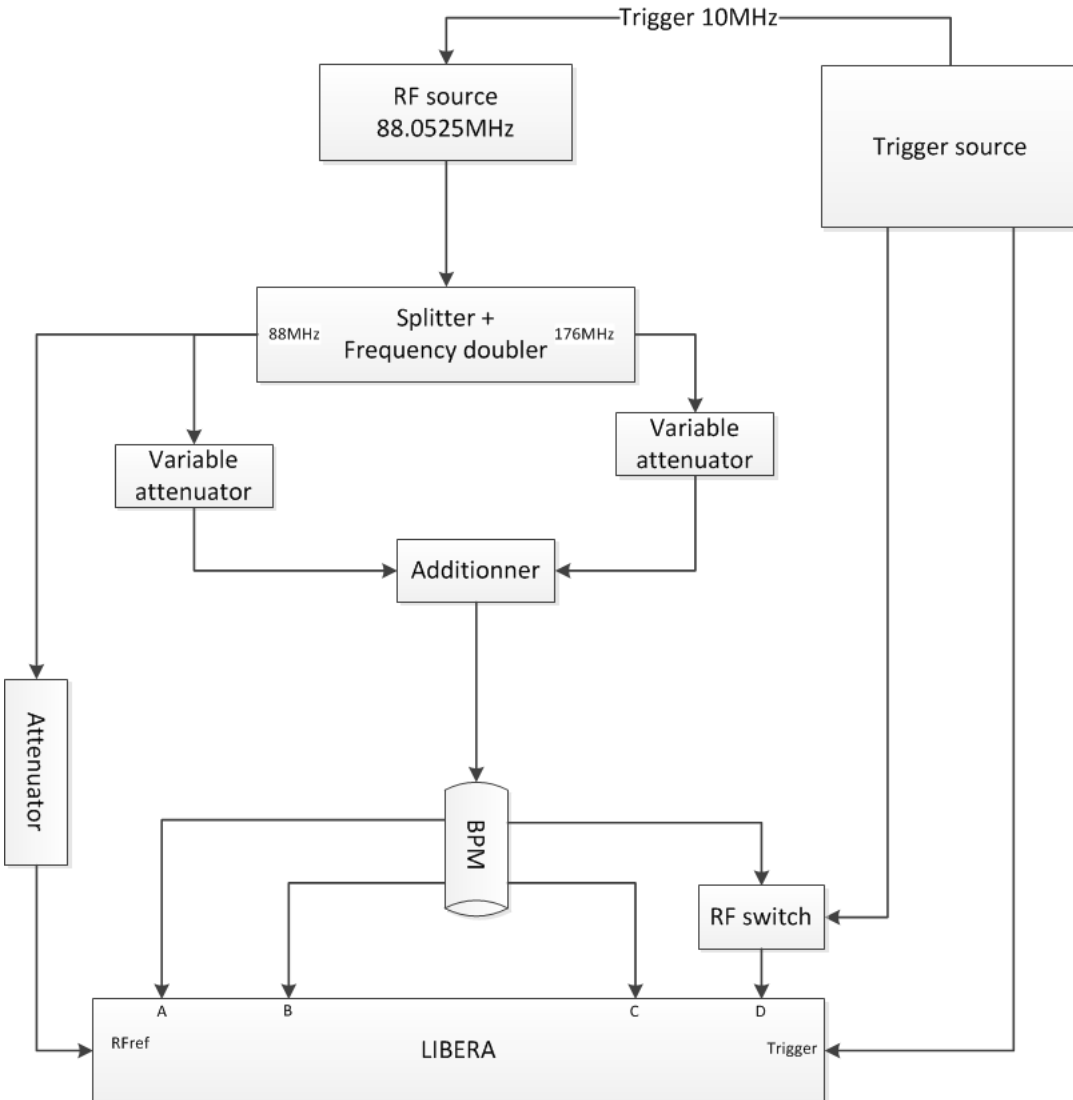 Trigger 10MHz
RF source
88.0525MHz
Trigger source
Splitter +
Frequency doubler
88MHz
176MHz
Variable
attenuator
Variable
attenuator
Additionner
Attenuator
BPM
RF switch
A
B
C
D
RFref
LIBERA
Trigger